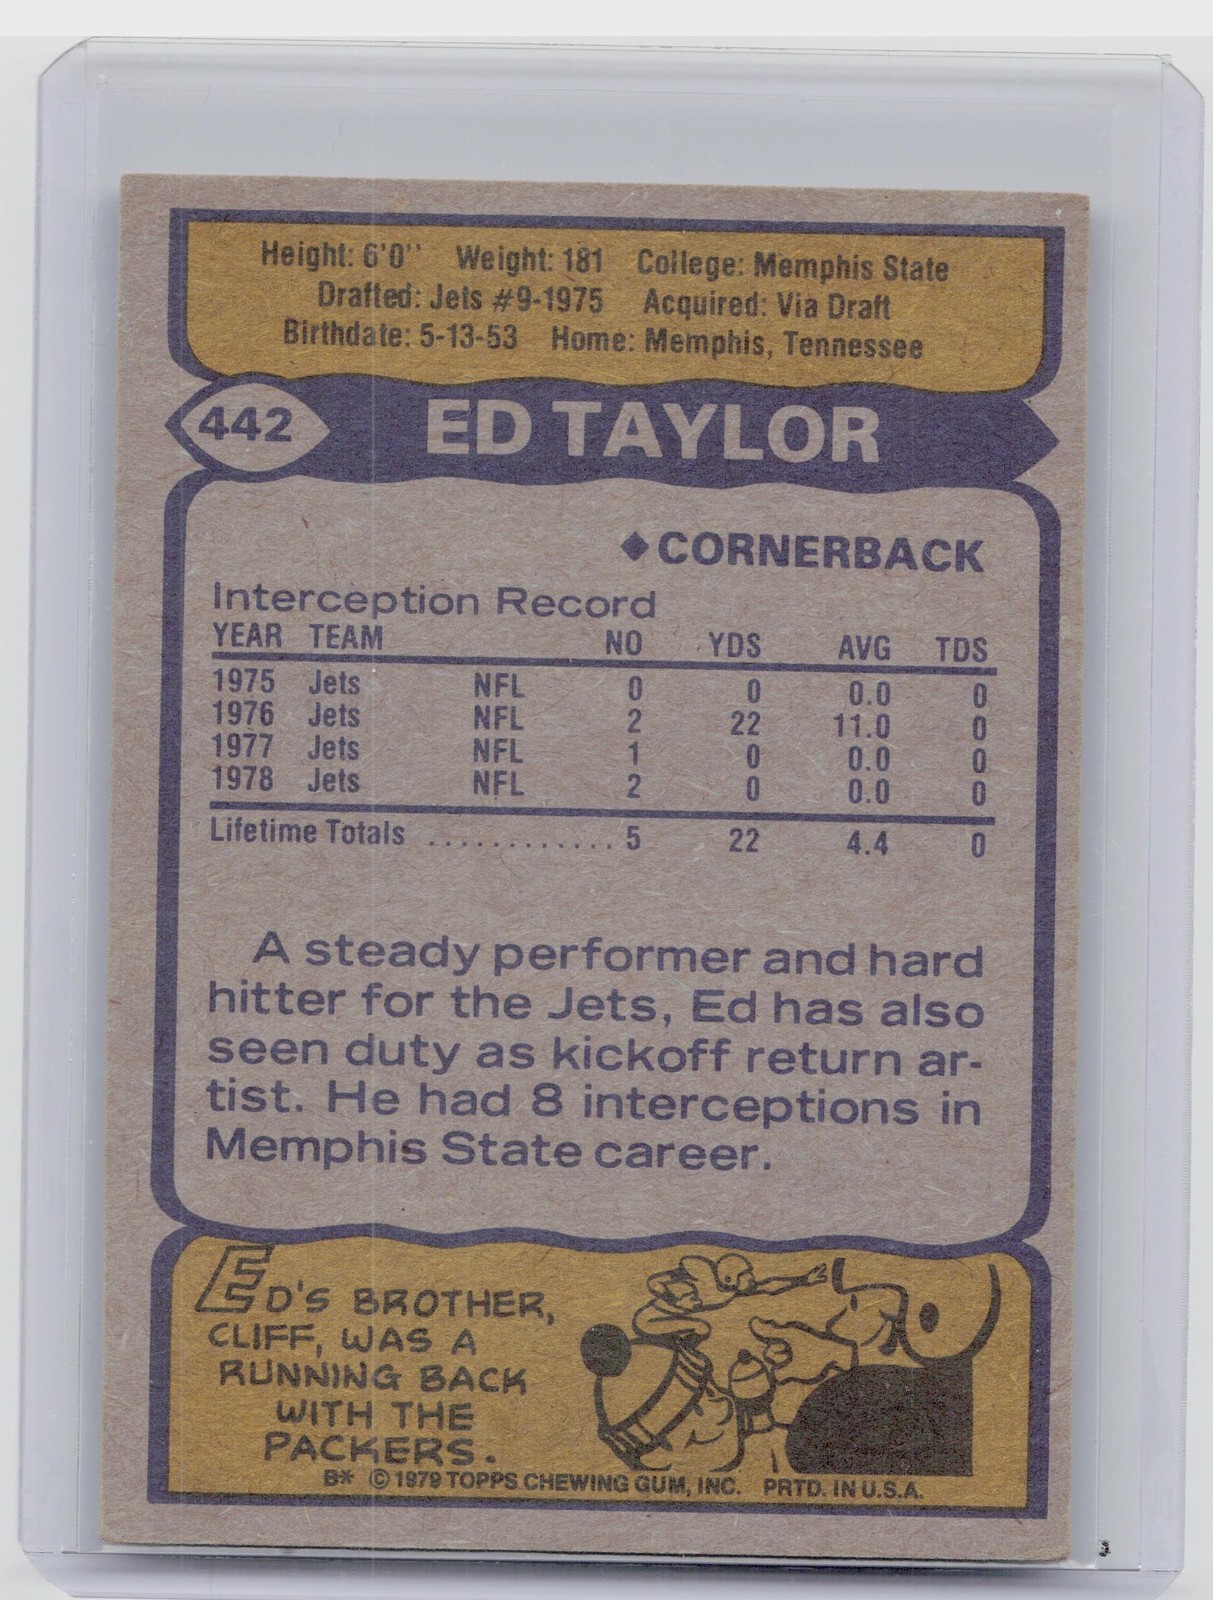 Height: 6'0'' Weight: 181 College: Memphis State
Drafted: Jets #9-1975 Acquired: Via Draft
Birthdate: 5-13-53 Home: Memphis, Tennessee
442 ED TAYLOR
◆CORNERBACK
Interception Record
YEAR TEAM NO YDS AVG TDS
1975 Jets NFL 0 0 0.0 0
1976 Jets NFL 2 22 11.0 0
1977 Jets NFL 1 0 0.0 0
1978 Jets NFL 2 0 0.0 0
Lifetime Totals ............. 5 22 4.4 0
A steady performer and hard
hitter for the Jets, Ed has also
seen duty as kickoff return ar-
tist. He had 8 interceptions in
Memphis State career.
ED'S BROTHER,
CLIFF, WAS A
RUNNING BACK
WITH THE
PACKERS.
B* © 1979 TOPPS CHEWING GUM, INC. PRTD. IN U.S.A.